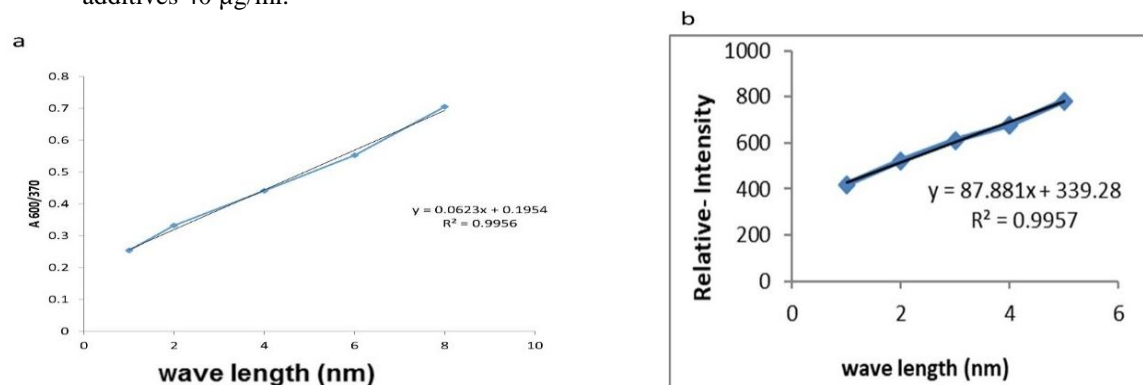 additives 40 µg/ml.
a
0.8
0.7
0.6
0.5
0.4
0.3
0.2
0.1
0
A 600/370
y = 0.0623x + 0.1954
R² = 0.9956
0 2 4 6 8 10
wave length (nm)
b
1000
800
600
400
200
0
Relative- Intensity
y = 87.881x + 339.28
R² = 0.9957
0 2 4 6
wave length (nm)